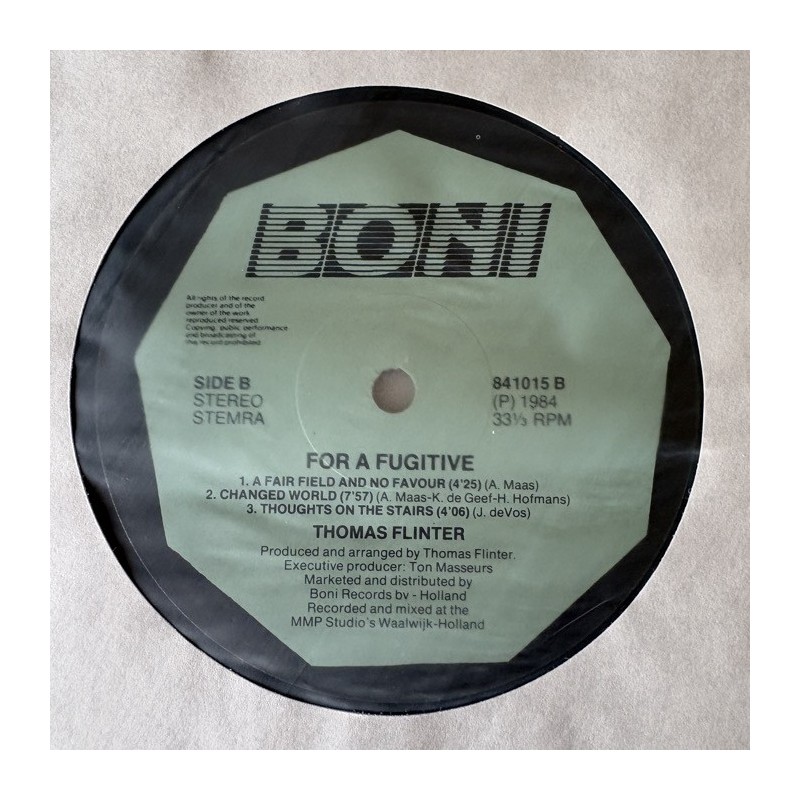 BONI
All rights of the record
producer and of the
owner of the work
reproduced reserved
Copying, public performance
and broadcasting of
this record prohibited
SIDE B
STEREO
STEMRA
841015 B
(P) 1984
33⅓ RPM
FOR A FUGITIVE
1. A FAIR FIELD AND NO FAVOUR (4'25) (A. Maas)
2. CHANGED WORLD (7'57) (A. Maas-K. de Geef-H. Hofmans)
3. THOUGHTS ON THE STAIRS (4'06) (J. deVos)
THOMAS FLINTER
Produced and arranged by Thomas Flinter.
Executive producer: Ton Masseurs
Marketed and distributed by
Boni Records bv - Holland
Recorded and mixed at the
MMP Studio's Waalwijk-Holland